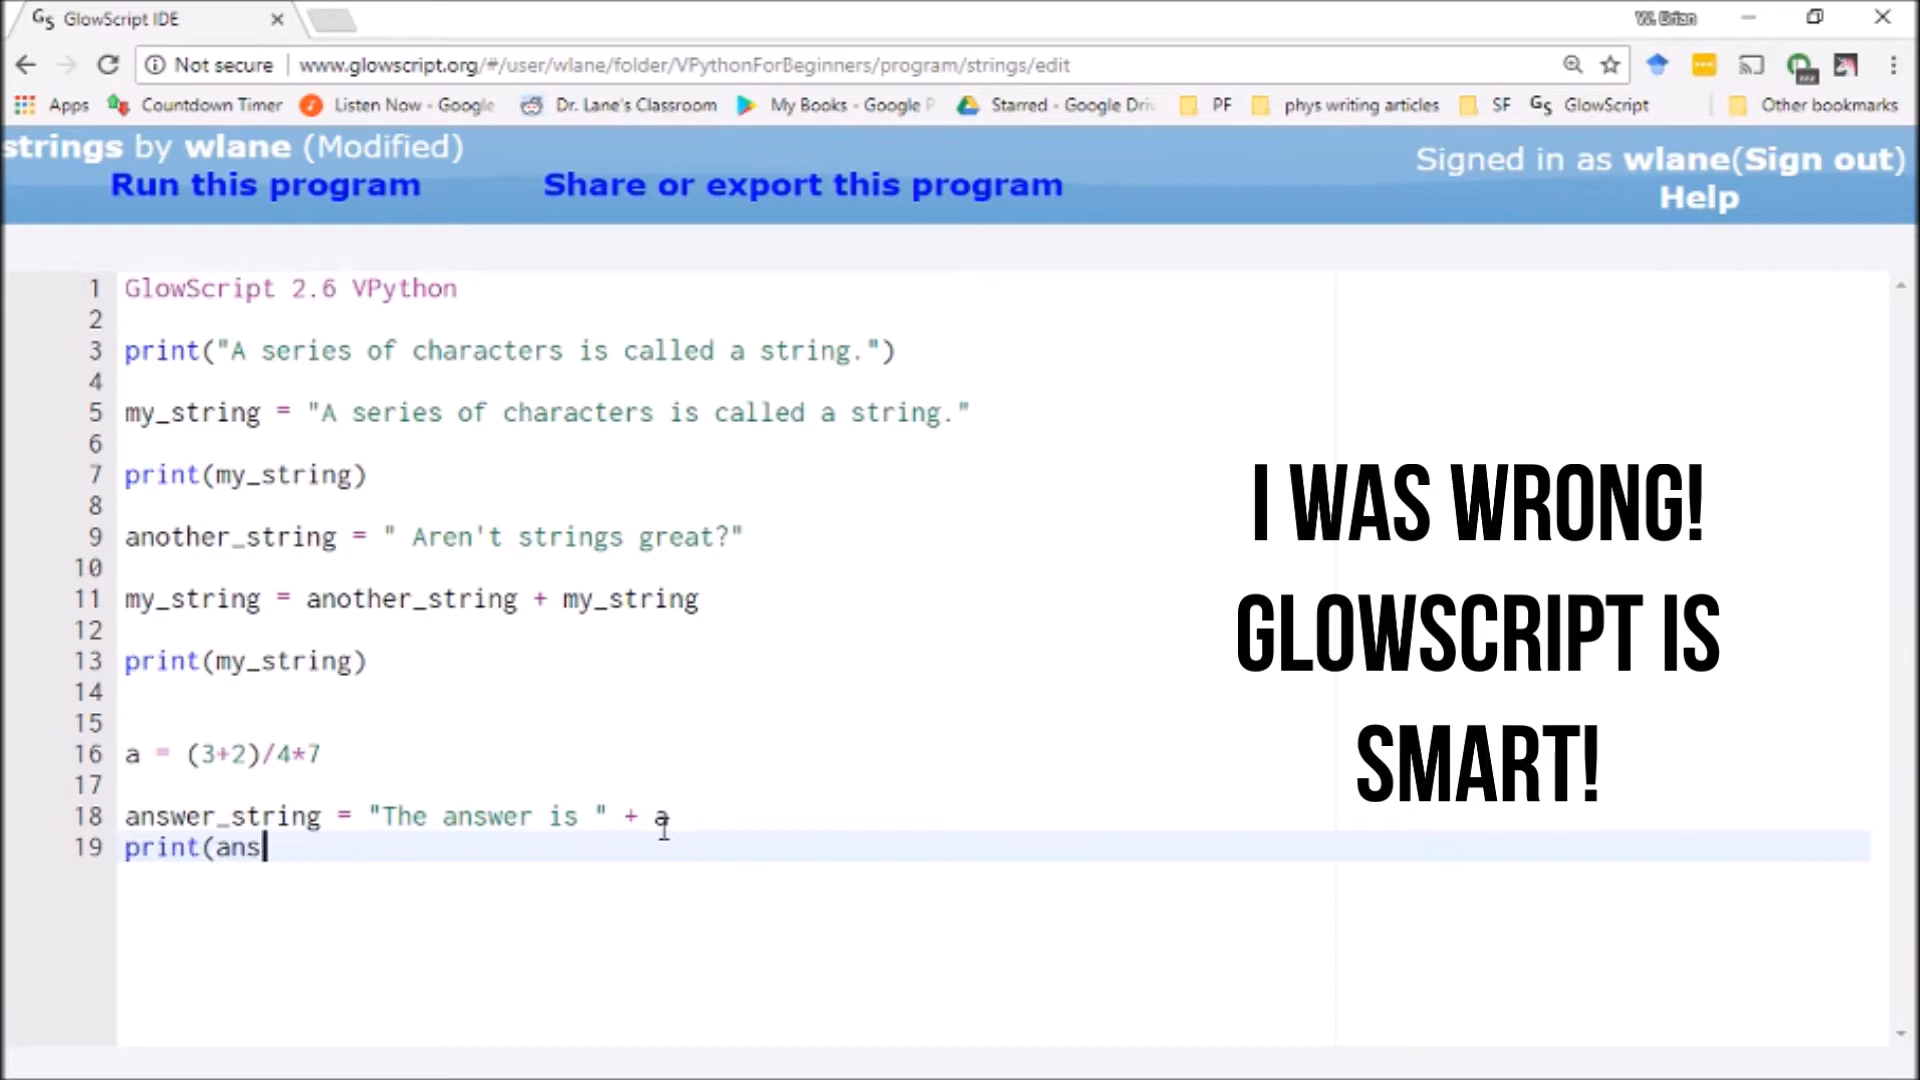 GS GlowScript IDE
W. Brian
Not secure www.glowscript.org/#/user/wlane/folder/VPythonForBeginners/program/strings/edit
Apps Countdown Timer Listen Now - Google Dr. Lane's Classroom My Books - Google P Starred - Google Driv PF phys writing articles SF GS GlowScript Other bookmarks
strings by wlane (Modified)
Signed in as wlane(Sign out)
Run this program Share or export this program
Help
1 GlowScript 2.6 VPython
2
3 print("A series of characters is called a string.")
4
5 my_string = "A series of characters is called a string."
6
7 print(my_string)
8
9 another_string = " Aren't strings great?"
10
11 my_string = another_string + my_string
12
13 print(my_string)
14
15
16 a = (3+2)/4*7
17
18 answer_string = "The answer is " + a
19 print(ans
I WAS WRONG!
GLOWSCRIPT IS
SMART!